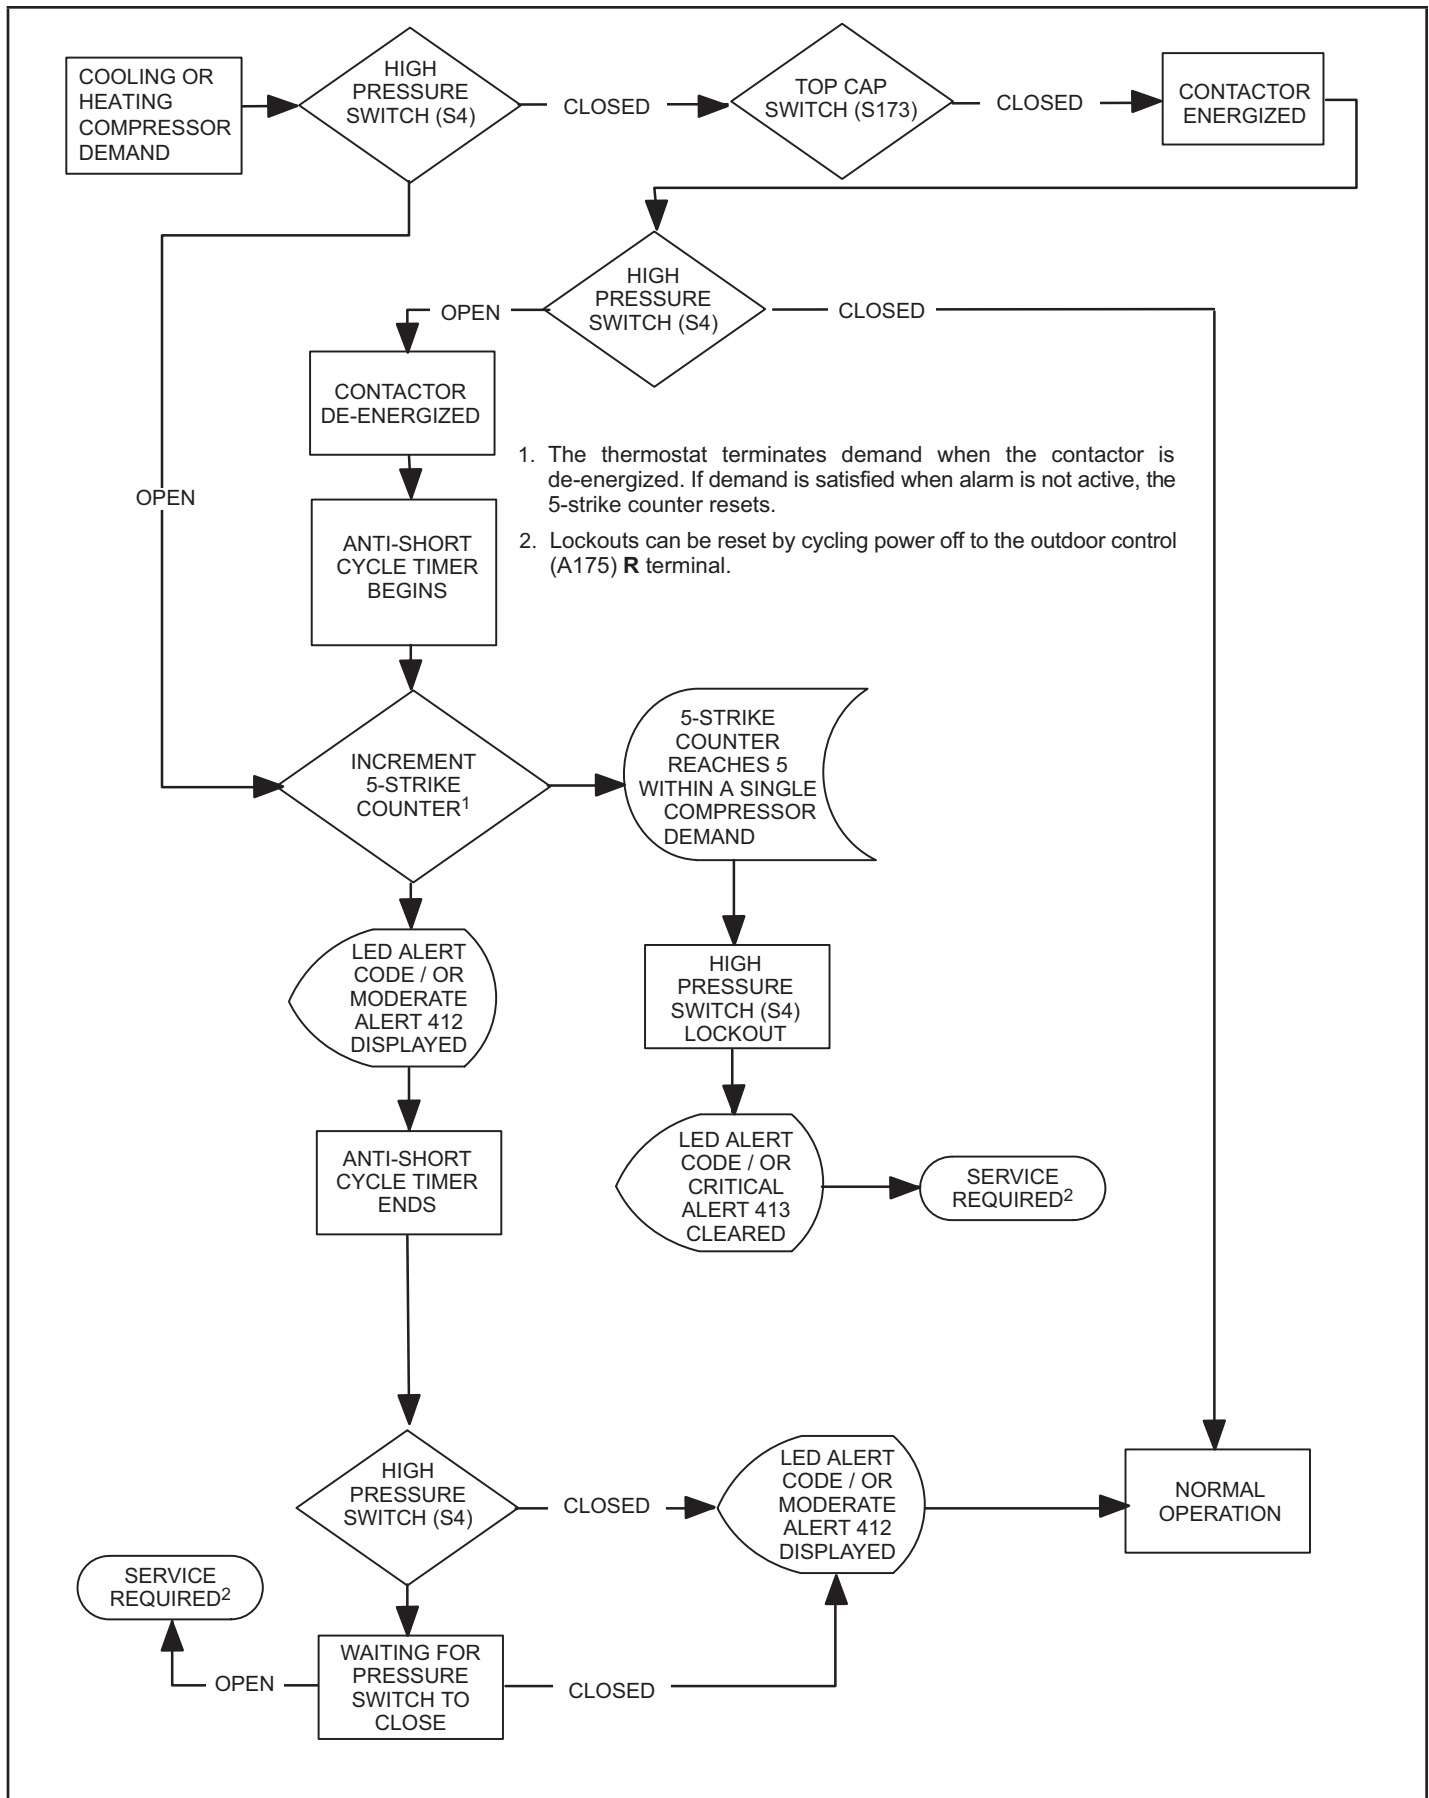 COOLING OR
HEATING
COMPRESSOR
DEMAND
HIGH
PRESSURE
SWITCH (S4)
CLOSED
TOP CAP
SWITCH (S173)
CLOSED
CONTACTOR
ENERGIZED
HIGH
PRESSURE
SWITCH (S4)
OPEN
CLOSED
CONTACTOR
DE-ENERGIZED
1. The thermostat terminates demand when the contactor is
de-energized. If demand is satisfied when alarm is not active, the
5-strike counter resets.
2. Lockouts can be reset by cycling power off to the outdoor control
(A175) R terminal.
OPEN
ANTI-SHORT
CYCLE TIMER
BEGINS
INCREMENT
5-STRIKE
COUNTER1
5-STRIKE
COUNTER
REACHES 5
WITHIN A SINGLE
COMPRESSOR
DEMAND
LED ALERT
CODE / OR
MODERATE
ALERT 412
DISPLAYED
HIGH
PRESSURE
SWITCH (S4)
LOCKOUT
ANTI-SHORT
CYCLE TIMER
ENDS
LED ALERT
CODE / OR
CRITICAL
ALERT 413
CLEARED
SERVICE
REQUIRED2
HIGH
PRESSURE
SWITCH (S4)
CLOSED
LED ALERT
CODE / OR
MODERATE
ALERT 412
DISPLAYED
NORMAL
OPERATION
SERVICE
REQUIRED2
OPEN
WAITING FOR
PRESSURE
SWITCH TO
CLOSE
CLOSED